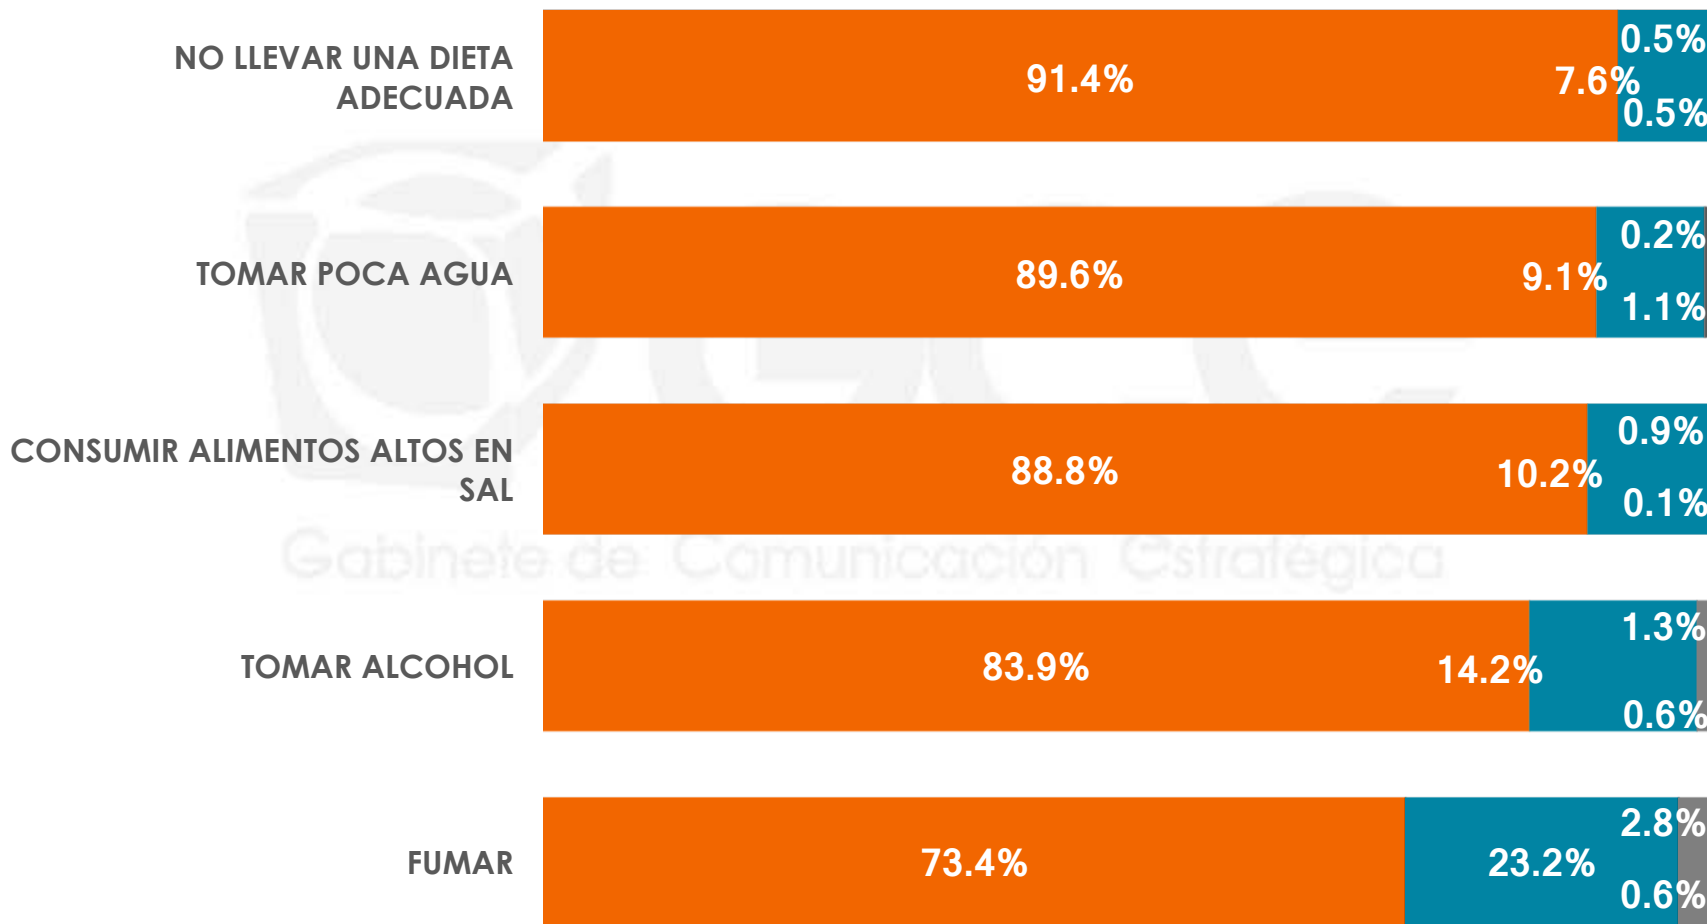 NO LLEVAR UNA DIETA
ADECUADA
91.4%
7.6%
0.5%
0.5%
TOMAR POCA AGUA
89.6%
9.1%
0.2%
1.1%
CONSUMIR ALIMENTOS ALTOS EN
SAL
88.8%
10.2%
0.9%
0.1%
Gabinete de Comunicación Estratégica
TOMAR ALCOHOL
83.9%
14.2%
1.3%
0.6%
FUMAR
73.4%
23.2%
2.8%
0.6%